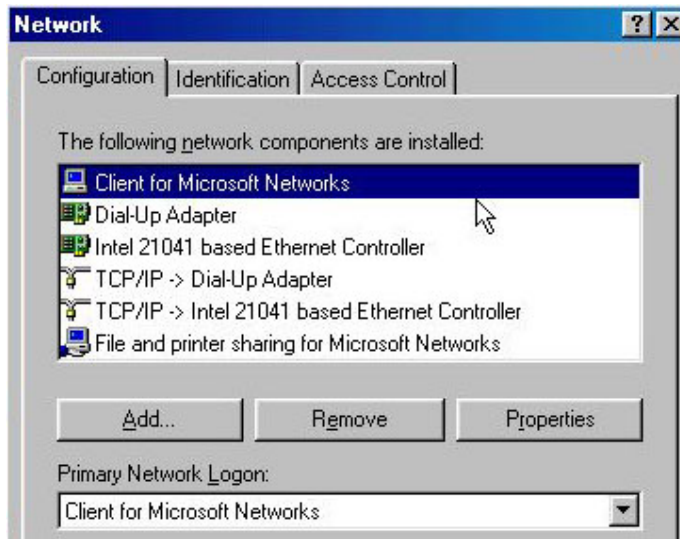 Network
Configuration Identification Access Control
The following network components are installed:
Client for Microsoft Networks
Dial-Up Adapter
Intel 21041 based Ethernet Controller
TCP/IP -> Dial-Up Adapter
TCP/IP -> Intel 21041 based Ethernet Controller
File and printer sharing for Microsoft Networks
Add... Remove Properties
Primary Network Logon:
Client for Microsoft Networks